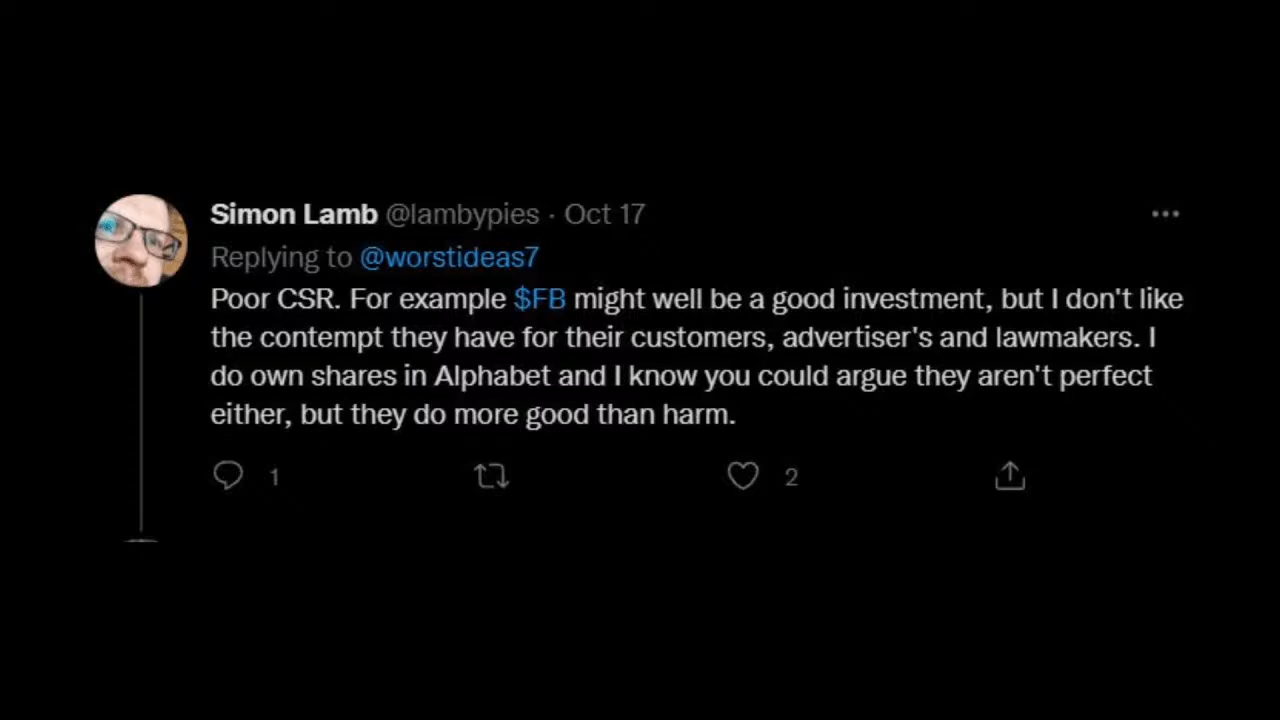 Simon Lamb @lambypies · Oct 17
Replying to @worstideas7
Poor CSR. For example $FB might well be a good investment, but I don't like
the contempt they have for their customers, advertiser's and lawmakers. I
do own shares in Alphabet and I know you could argue they aren't perfect
either, but they do more good than harm.
1 2